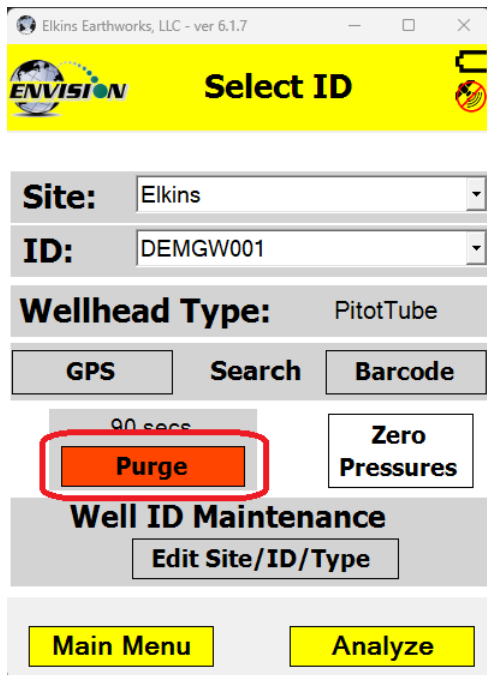 Elkins Earthworks, LLC - ver 6.1.7
ENVISION
Select ID
Site: Elkins
ID: DEMGW001
Wellhead Type: PitotTube
GPS Search Barcode
90 secs
Purge
Zero
Pressures
Well ID Maintenance
Edit Site/ID/Type
Main Menu Analyze